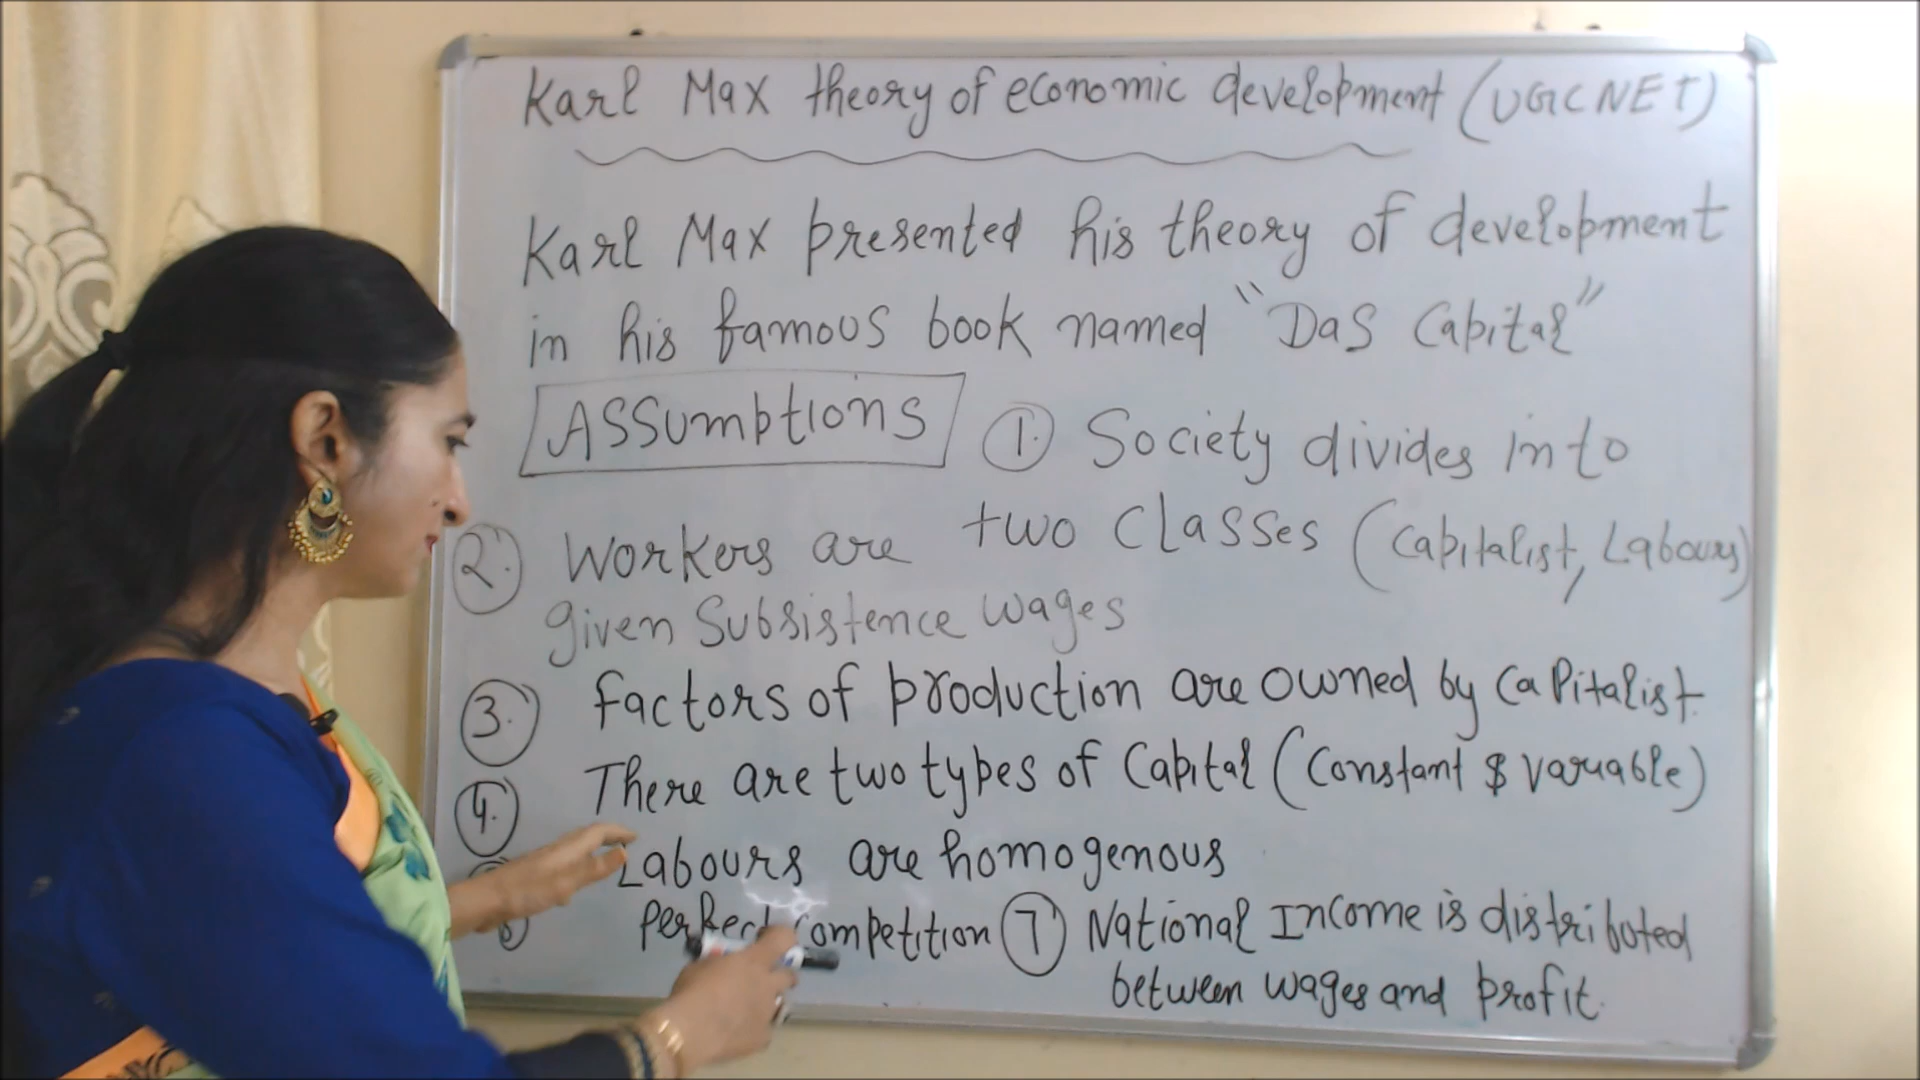 Karl Max theory of economic development (UGC NET)
Karl Max presented his theory of development
in his famous book named "Das Capital"
Assumptions 1. Society divides into
two classes (Capitalist, Labours)
2. Workers are
given Subsistence wages
3. Factors of production are owned by Capitalist.
4. There are two types of Capital (Constant & variable)
Labours are homogenous
Perfect Competition 7 National Income is distributed
between wages and profit.